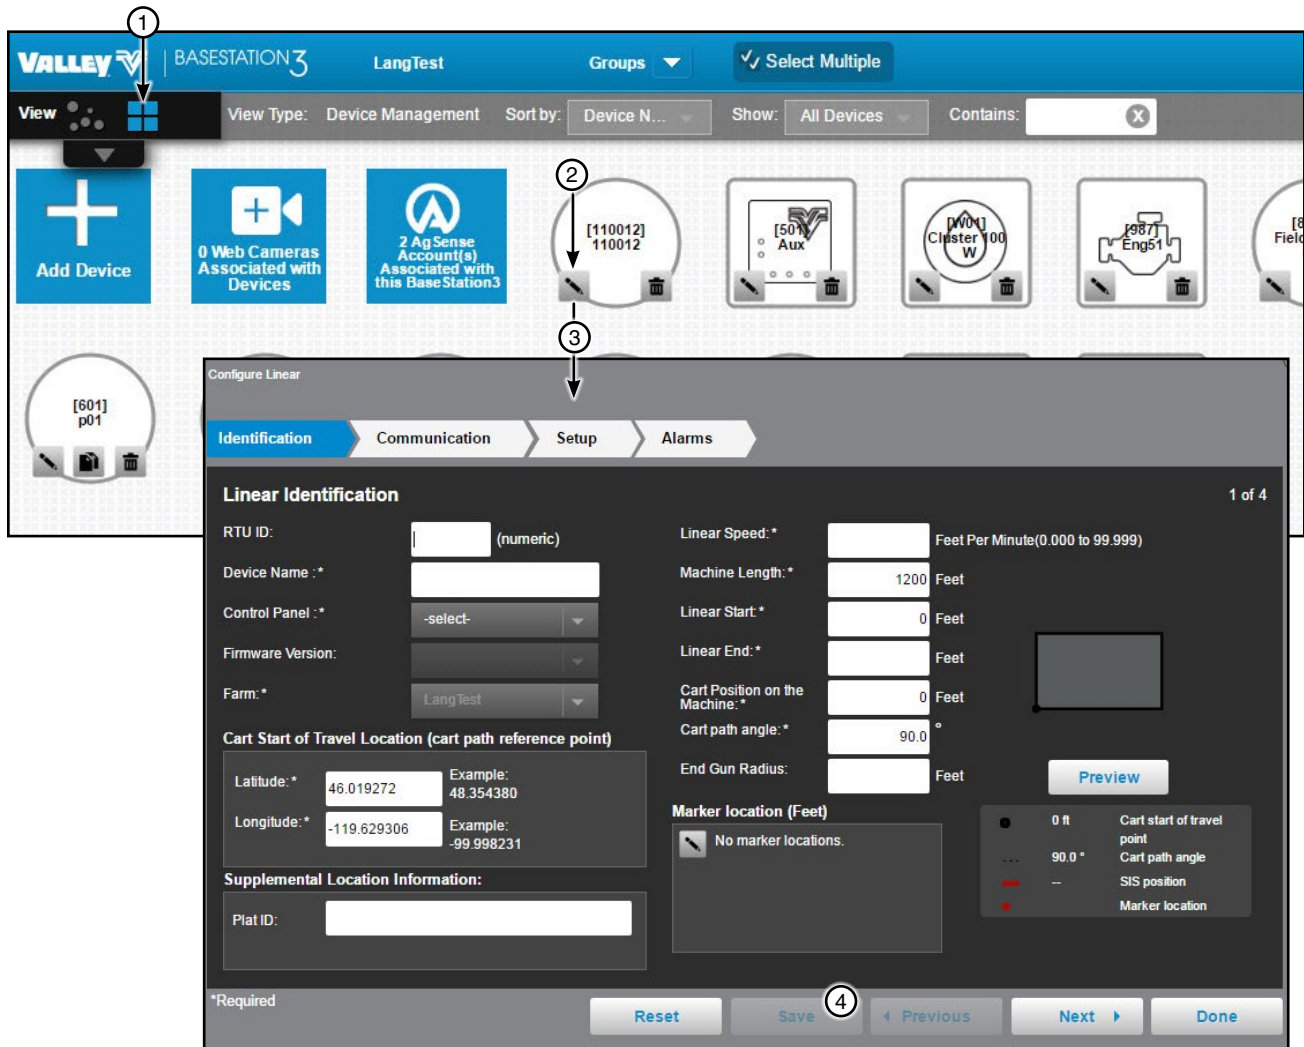 1
VALLEY BASESTATION3 LangTest Groups Select Multiple
View View Type: Device Management Sort by: Device N... Show: All Devices Contains:
2
Add Device
0 Web Cameras
Associated with
Devices
2 AgSense
Account(s)
Associated with
this BaseStation3
[110012]
110012
[501]
Aux
[W01]
Cluster 100
W
[987]
Eng51
[8
Field
3
[601]
p01
Configure Linear
Identification Communication Setup Alarms
Linear Identification 1 of 4
RTU ID: (numeric)
Device Name :*
Control Panel :* -select-
Firmware Version:
Farm:* LangTest
Cart Start of Travel Location (cart path reference point)
Latitude:* 46.019272 Example:
48.354380
Longitude:* -119.629306 Example:
-99.998231
Supplemental Location Information:
Plat ID:
Linear Speed:* Feet Per Minute(0.000 to 99.999)
Machine Length:* 1200 Feet
Linear Start:* 0 Feet
Linear End:* Feet
Cart Position on the
Machine:* 0 Feet
Cart path angle:* 90.0 °
End Gun Radius: Feet
Preview
Marker location (Feet)
No marker locations.
0 ft Cart start of travel
point
90.0 ° Cart path angle
-- SIS position
Marker location
*Required
Reset Save 4 Previous Next Done